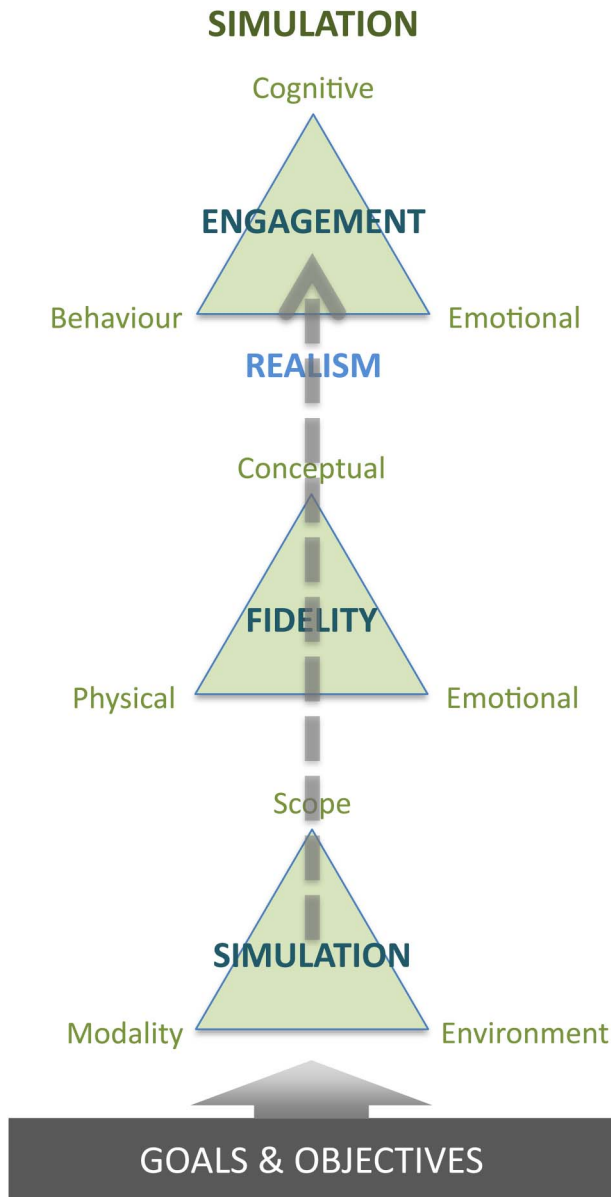 SIMULATION
Cognitive
ENGAGEMENT
Behaviour Emotional
REALISM
Conceptual
FIDELITY
Physical Emotional
Scope
SIMULATION
Modality Environment
GOALS & OBJECTIVES